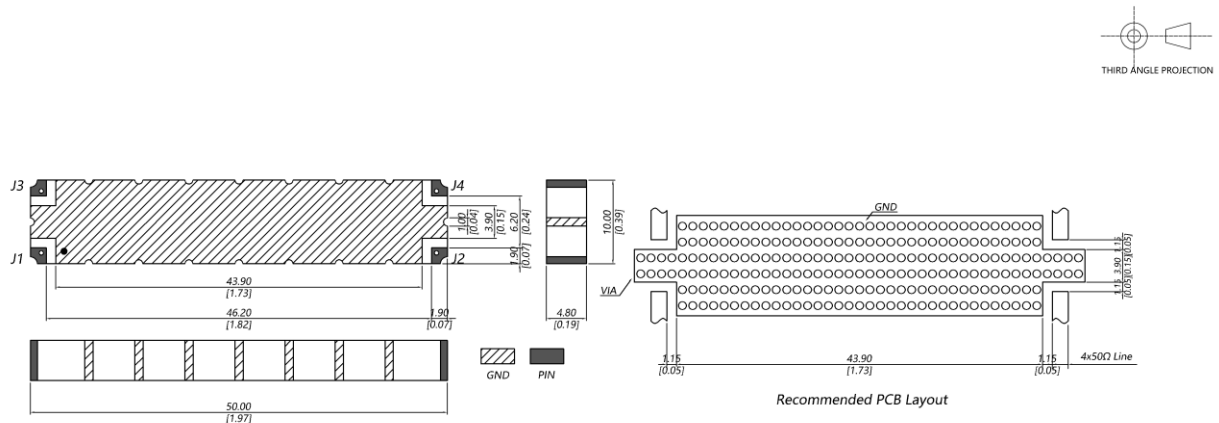 THIRD ANGLE PROJECTION
J3
J4
J1
J2
1.00
[0.04]
3.90
[0.15]
6.20
[0.24]
1.90
[0.07]
43.90
[1.73]
46.20
[1.82]
1.90
[0.07]
10.00
[0.39]
4.80
[0.19]
50.00
[1.97]
GND
PIN
GND
VIA
1.15
[0.05]
3.90
[0.15]
1.15
[0.05]
1.15
[0.05]
43.90
[1.73]
1.15
[0.05]
4x50Ω Line
Recommended PCB Layout